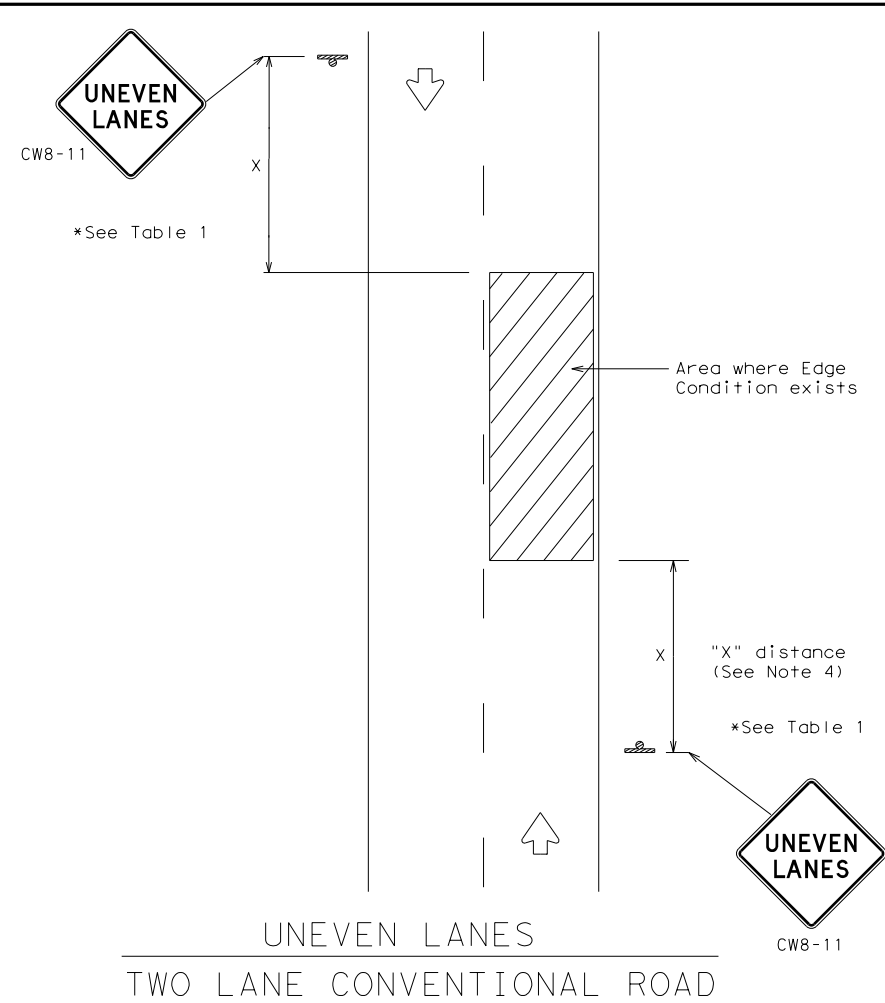 UNEVEN
LANES
CW8-11
X
*See Table 1
Area where Edge
Condition exists
X
"X" distance
(See Note 4)
*See Table 1
UNEVEN
LANES
CW8-11
UNEVEN LANES
TWO LANE CONVENTIONAL ROAD